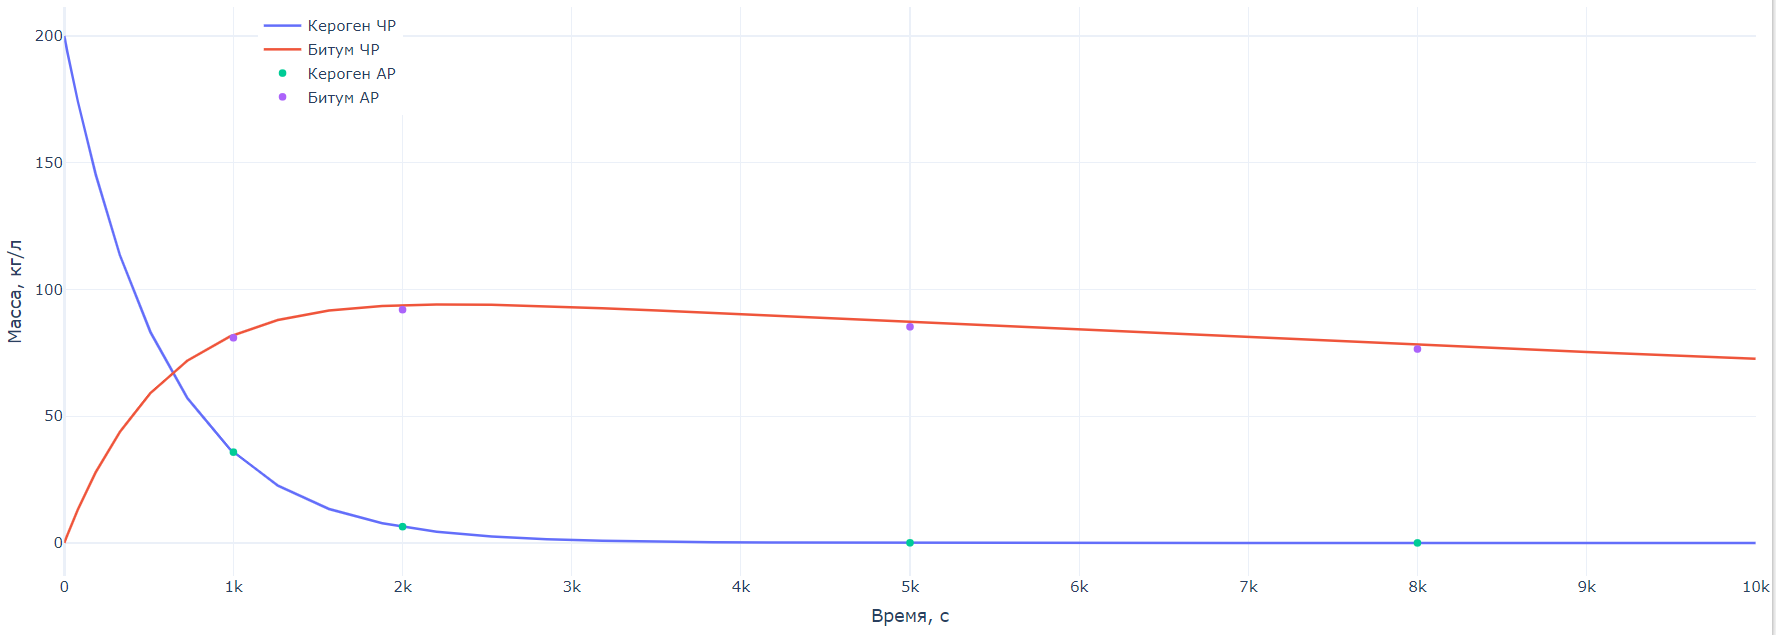 Кероген ЧР
Битум ЧР
Кероген АР
Битум АР
200
150
100
50
0
Масса, кг/л
0 1k 2k 3k 4k 5k 6k 7k 8k 9k 10k
Время, с